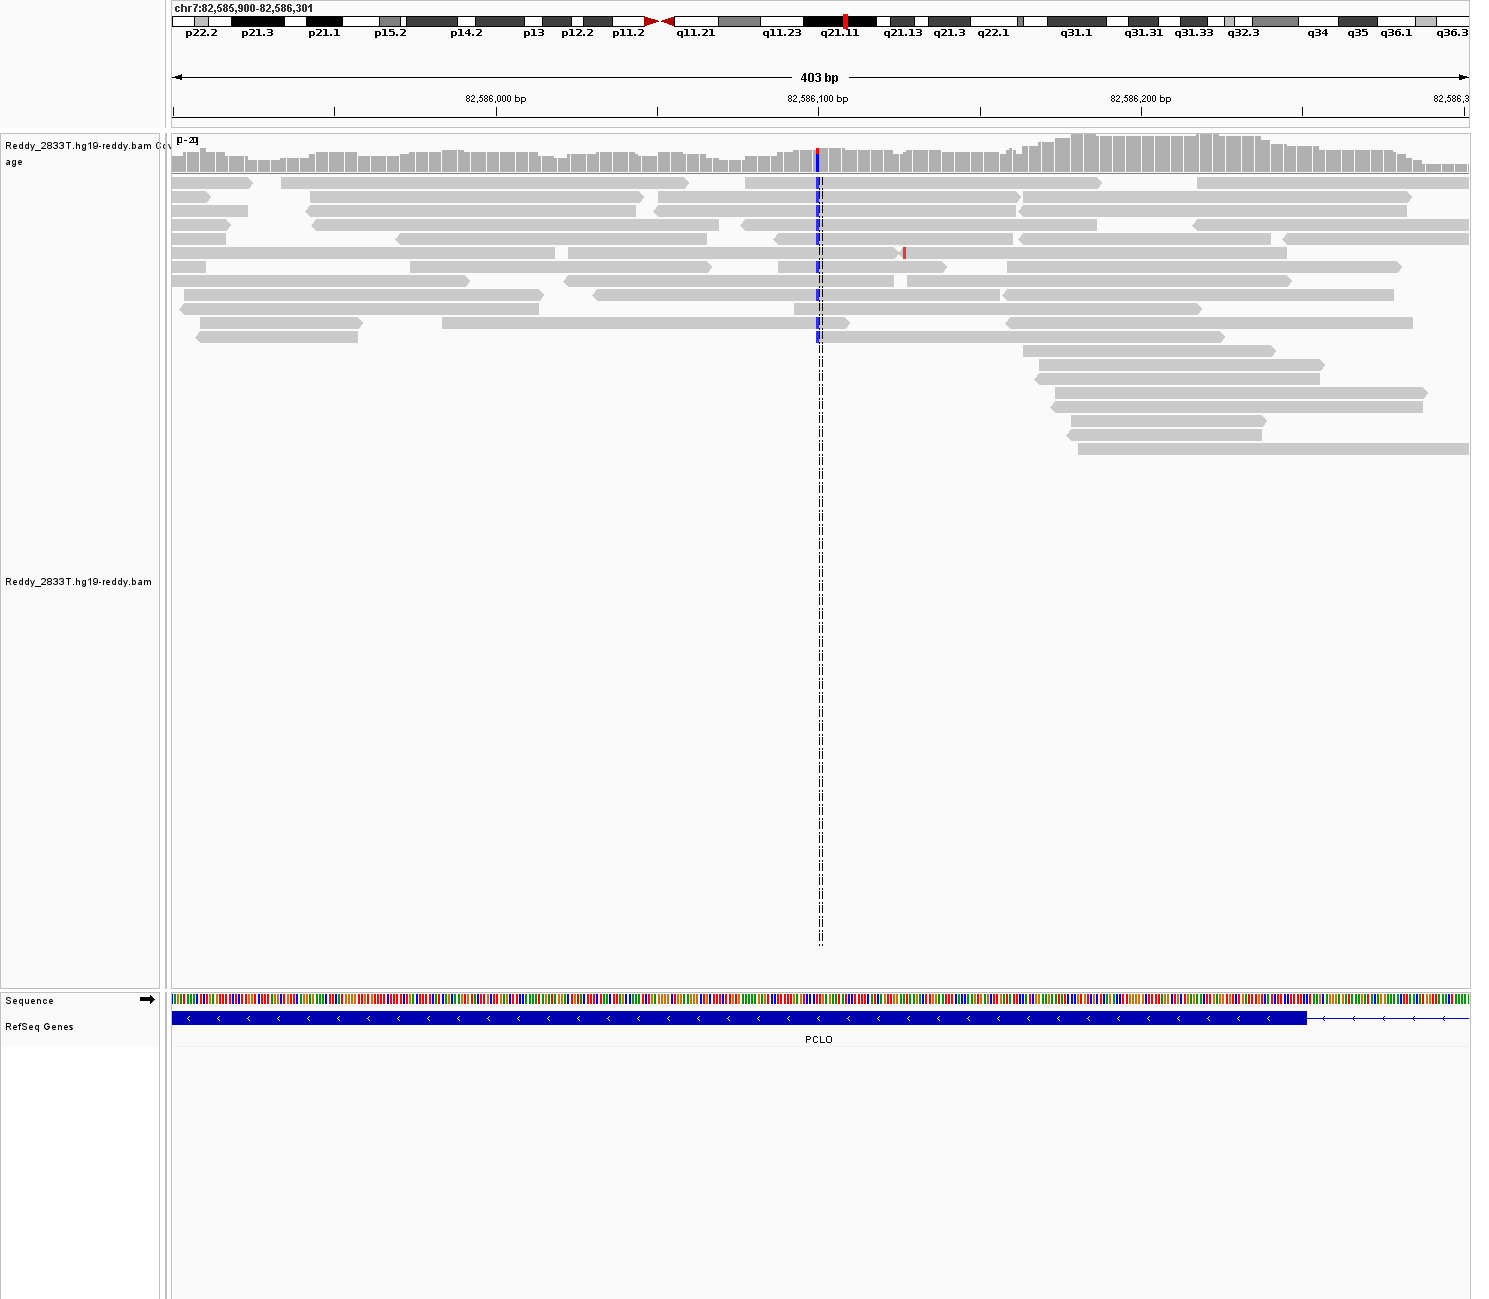 chr7:82,585,900-82,586,301
p22.2 p21.3 p21.1 p15.2 p14.2 p13 p12.2 p11.2 q11.21 q11.23 q21.11 q21.13 q21.3 q22.1 q31.1 q31.31 q31.33 q32.3 q34 q35 q36.1 q36.3
403 bp
82,586,000 bp 82,586,100 bp 82,586,200 bp 82,586,3
[0-20]
Reddy_2833T.hg19-reddy.bam Cov
age
Reddy_2833T.hg19-reddy.bam
Sequence
RefSeq Genes
PCLO